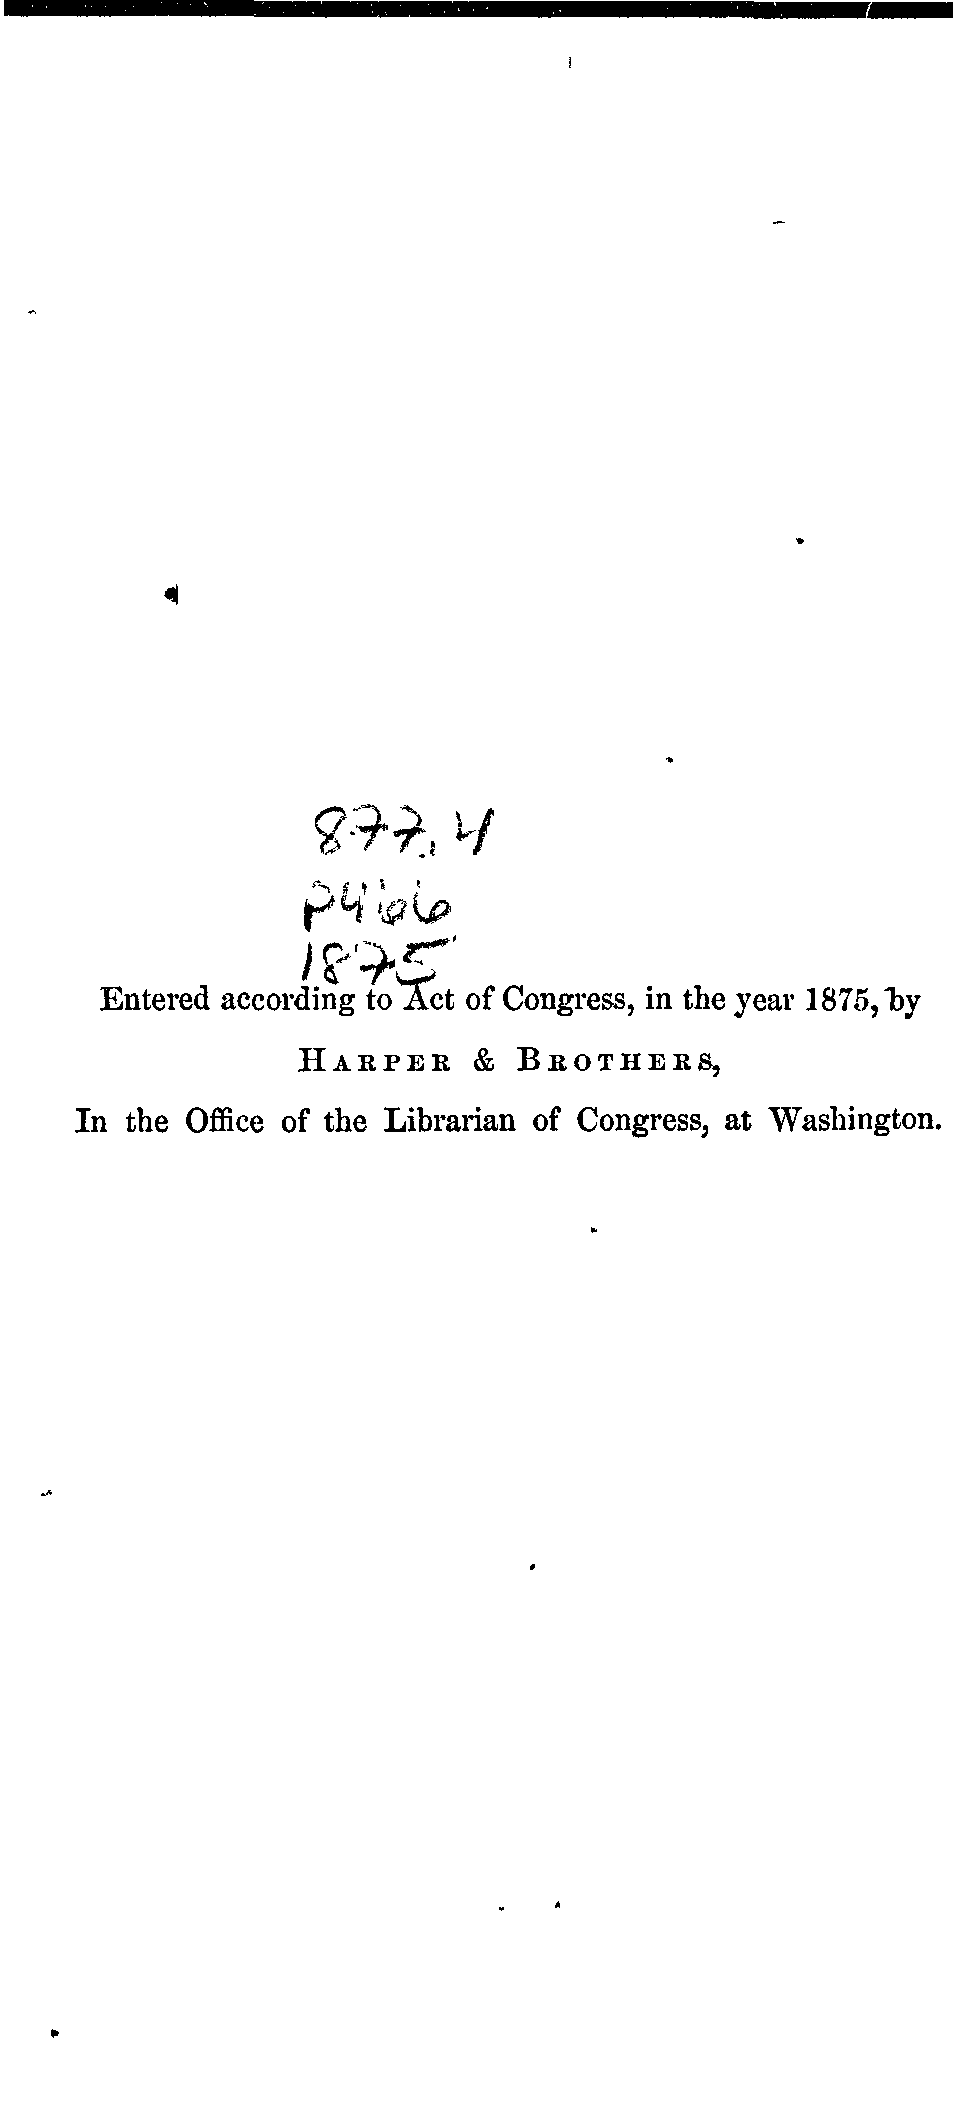 877.4
P466
1875
Entered according to Act of Congress, in the year 1875, by
HARPER & BROTHERS,
In the Office of the Librarian of Congress, at Washington.